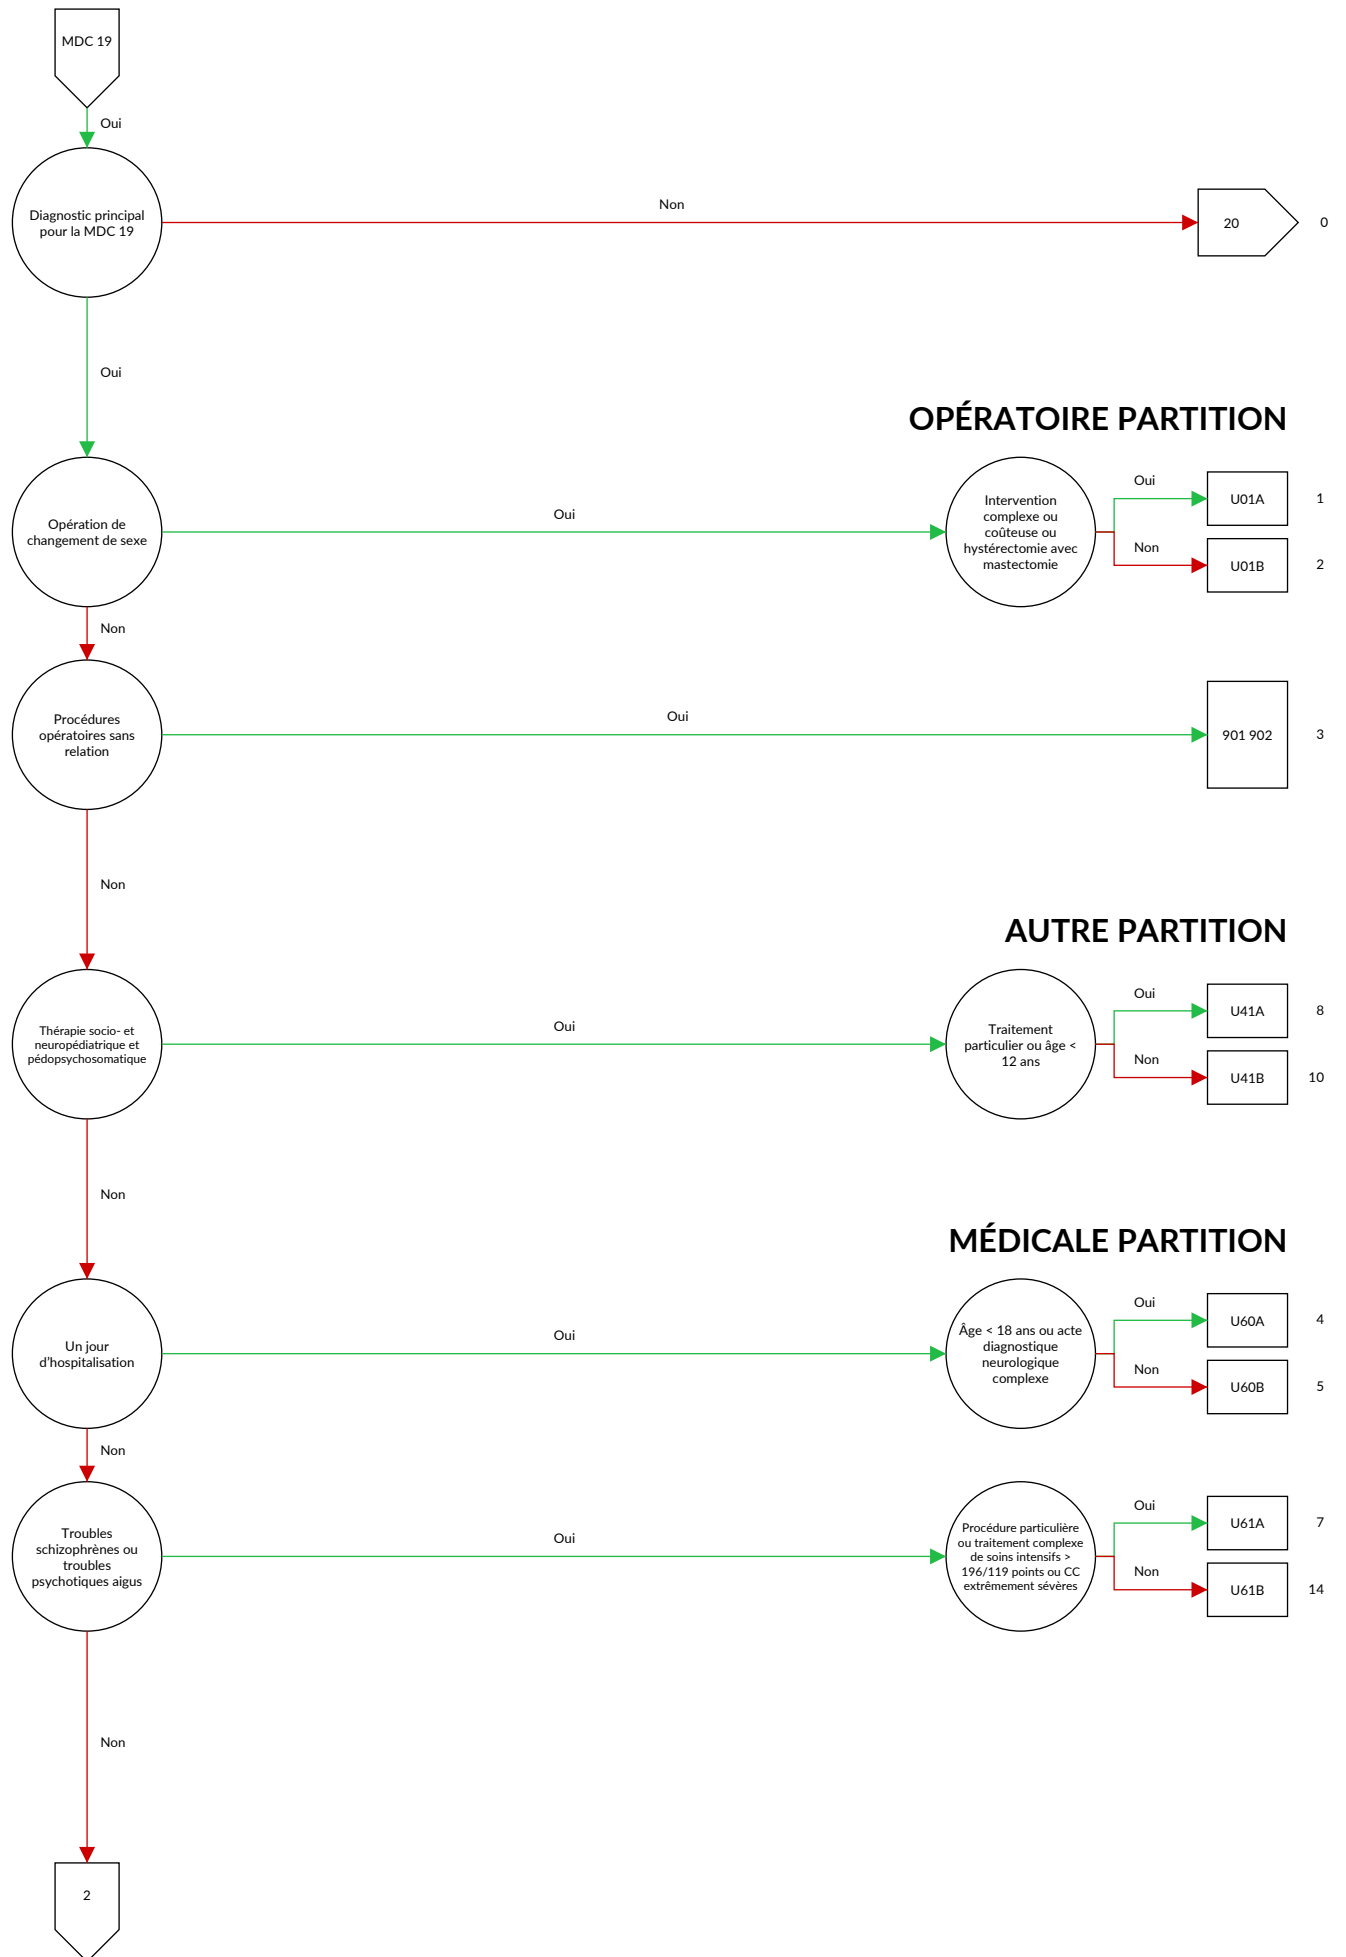 MDC 19
Oui
Diagnostic principal
pour la MDC 19
Non
20
0
Oui
OPÉRATOIRE PARTITION
Opération de
changement de sexe
Oui
Intervention
complexe ou
coûteuse ou
hystérectomie avec
mastectomie
Oui
U01A
1
Non
U01B
2
Non
Procédures
opératoires sans
relation
Oui
901 902
3
Non
AUTRE PARTITION
Thérapie socio- et
neuropédiatrique et
pédopsychosomatique
Oui
Traitement
particulier ou âge <
12 ans
Oui
U41A
8
Non
U41B
10
Non
MÉDICALE PARTITION
Un jour
d'hospitalisation
Oui
Âge < 18 ans ou acte
diagnostique
neurologique
complexe
Oui
U60A
4
Non
U60B
5
Non
Troubles
schizophrènes ou
troubles
psychotiques aigus
Oui
Procédure particulière
ou traitement complexe
de soins intensifs >
196/119 points ou CC
extrêmement sévères
Oui
U61A
7
Non
U61B
14
Non
2